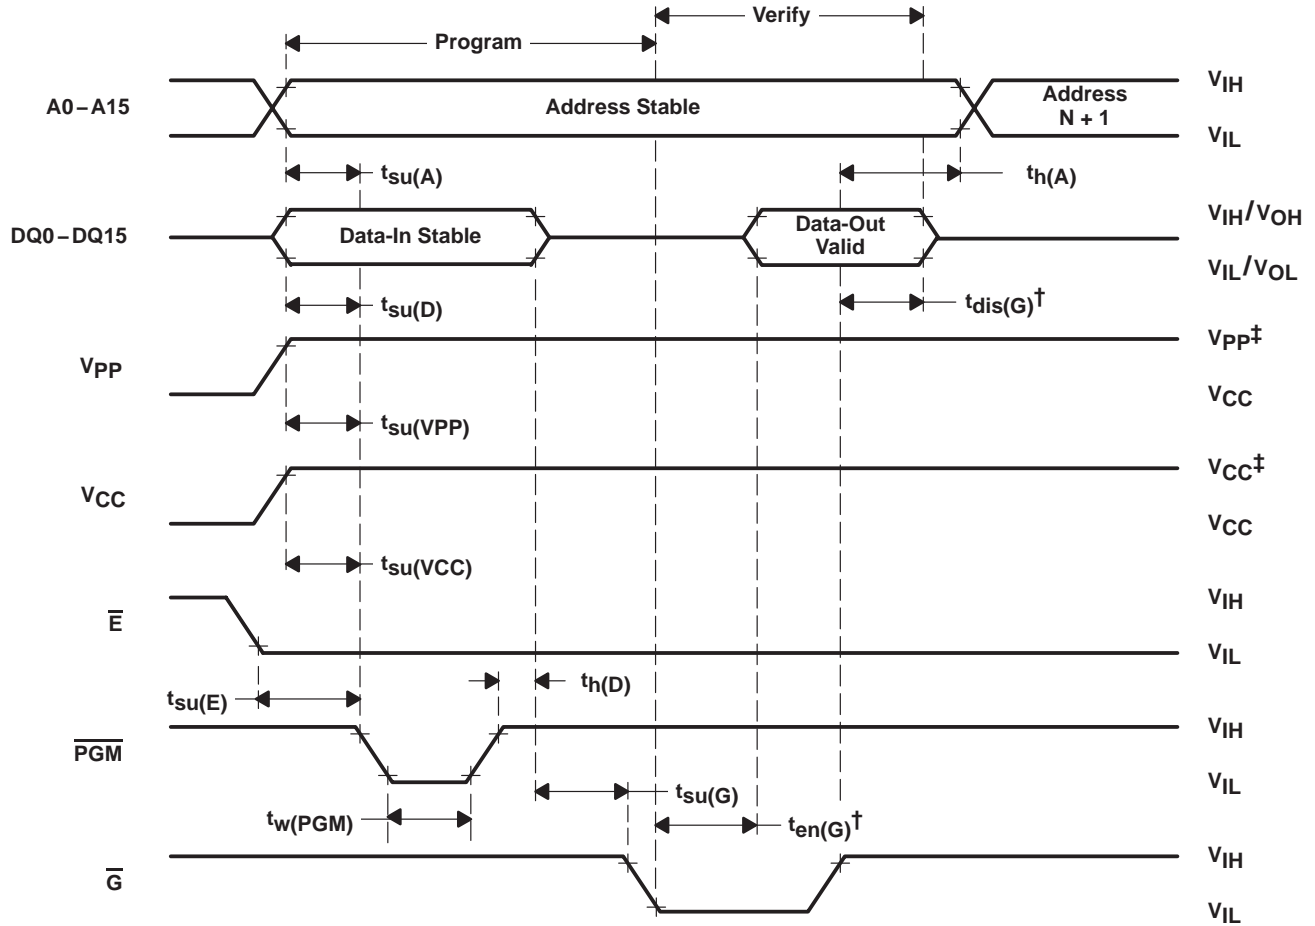 Verify
Program
A0–A15
Address Stable
Address
N + 1
VIH
VIL
tsu(A)
th(A)
DQ0–DQ15
Data-In Stable
Data-Out
Valid
VIH/VOH
VIL/VOL
tsu(D)
tdis(G)†
VPP
VPP‡
VCC
tsu(VPP)
VCC
VCC‡
VCC
tsu(VCC)
E
VIH
VIL
tsu(E)
th(D)
PGM
VIH
VIL
tw(PGM)
tsu(G)
ten(G)†
G
VIH
VIL